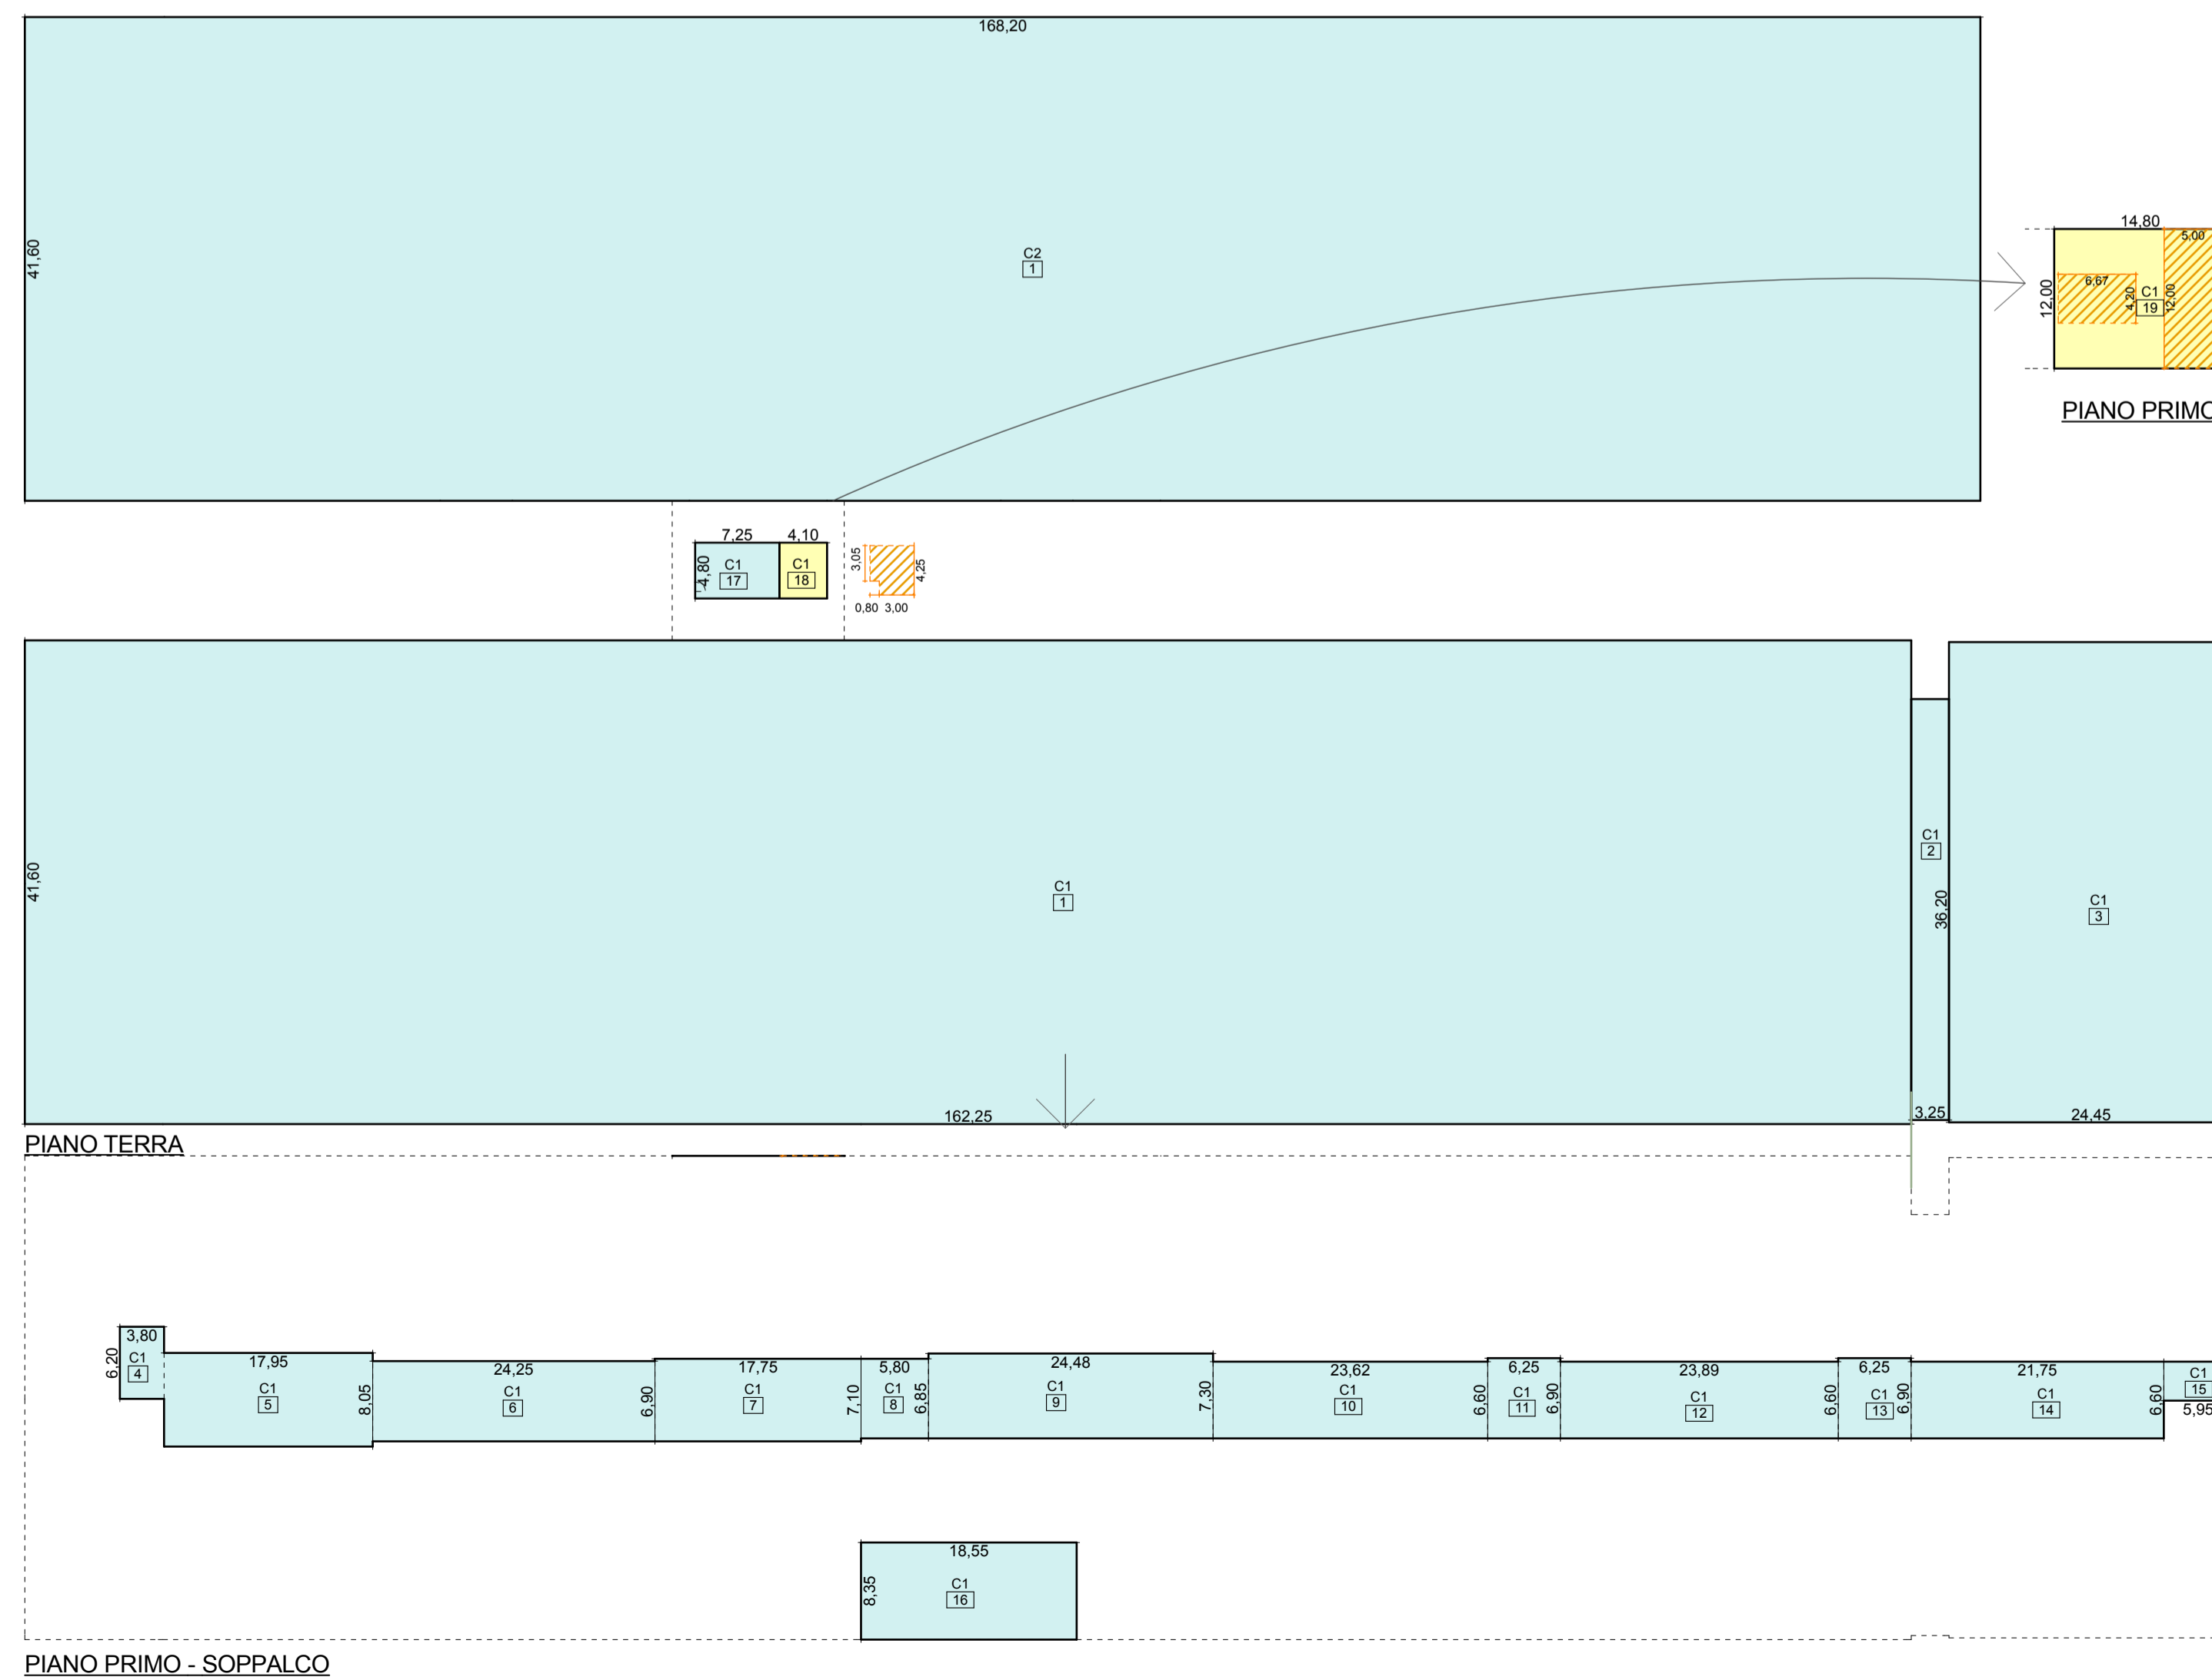 168,20
41,60
C2
1
14,80
5,00
6,67
4,20
12,00
C1
19
12,00
PIANO PRIMO
7,25
4,10
4,80
C1
17
C1
18
3,05
4,25
0,80
3,00
41,60
C1
1
C1
2
36,20
C1
3
162,25
3,25
24,45
PIANO TERRA
3,80
6,20
C1
4
17,95
C1
5
8,05
24,25
C1
6
6,90
17,75
C1
7
7,10
5,80
C1
8
6,85
24,48
C1
9
7,30
23,62
C1
10
6,60
6,25
C1
11
6,90
23,89
C1
12
6,60
6,25
C1
13
6,90
21,75
C1
14
6,60
C1
15
5,95
18,55
8,35
C1
16
PIANO PRIMO - SOPPALCO